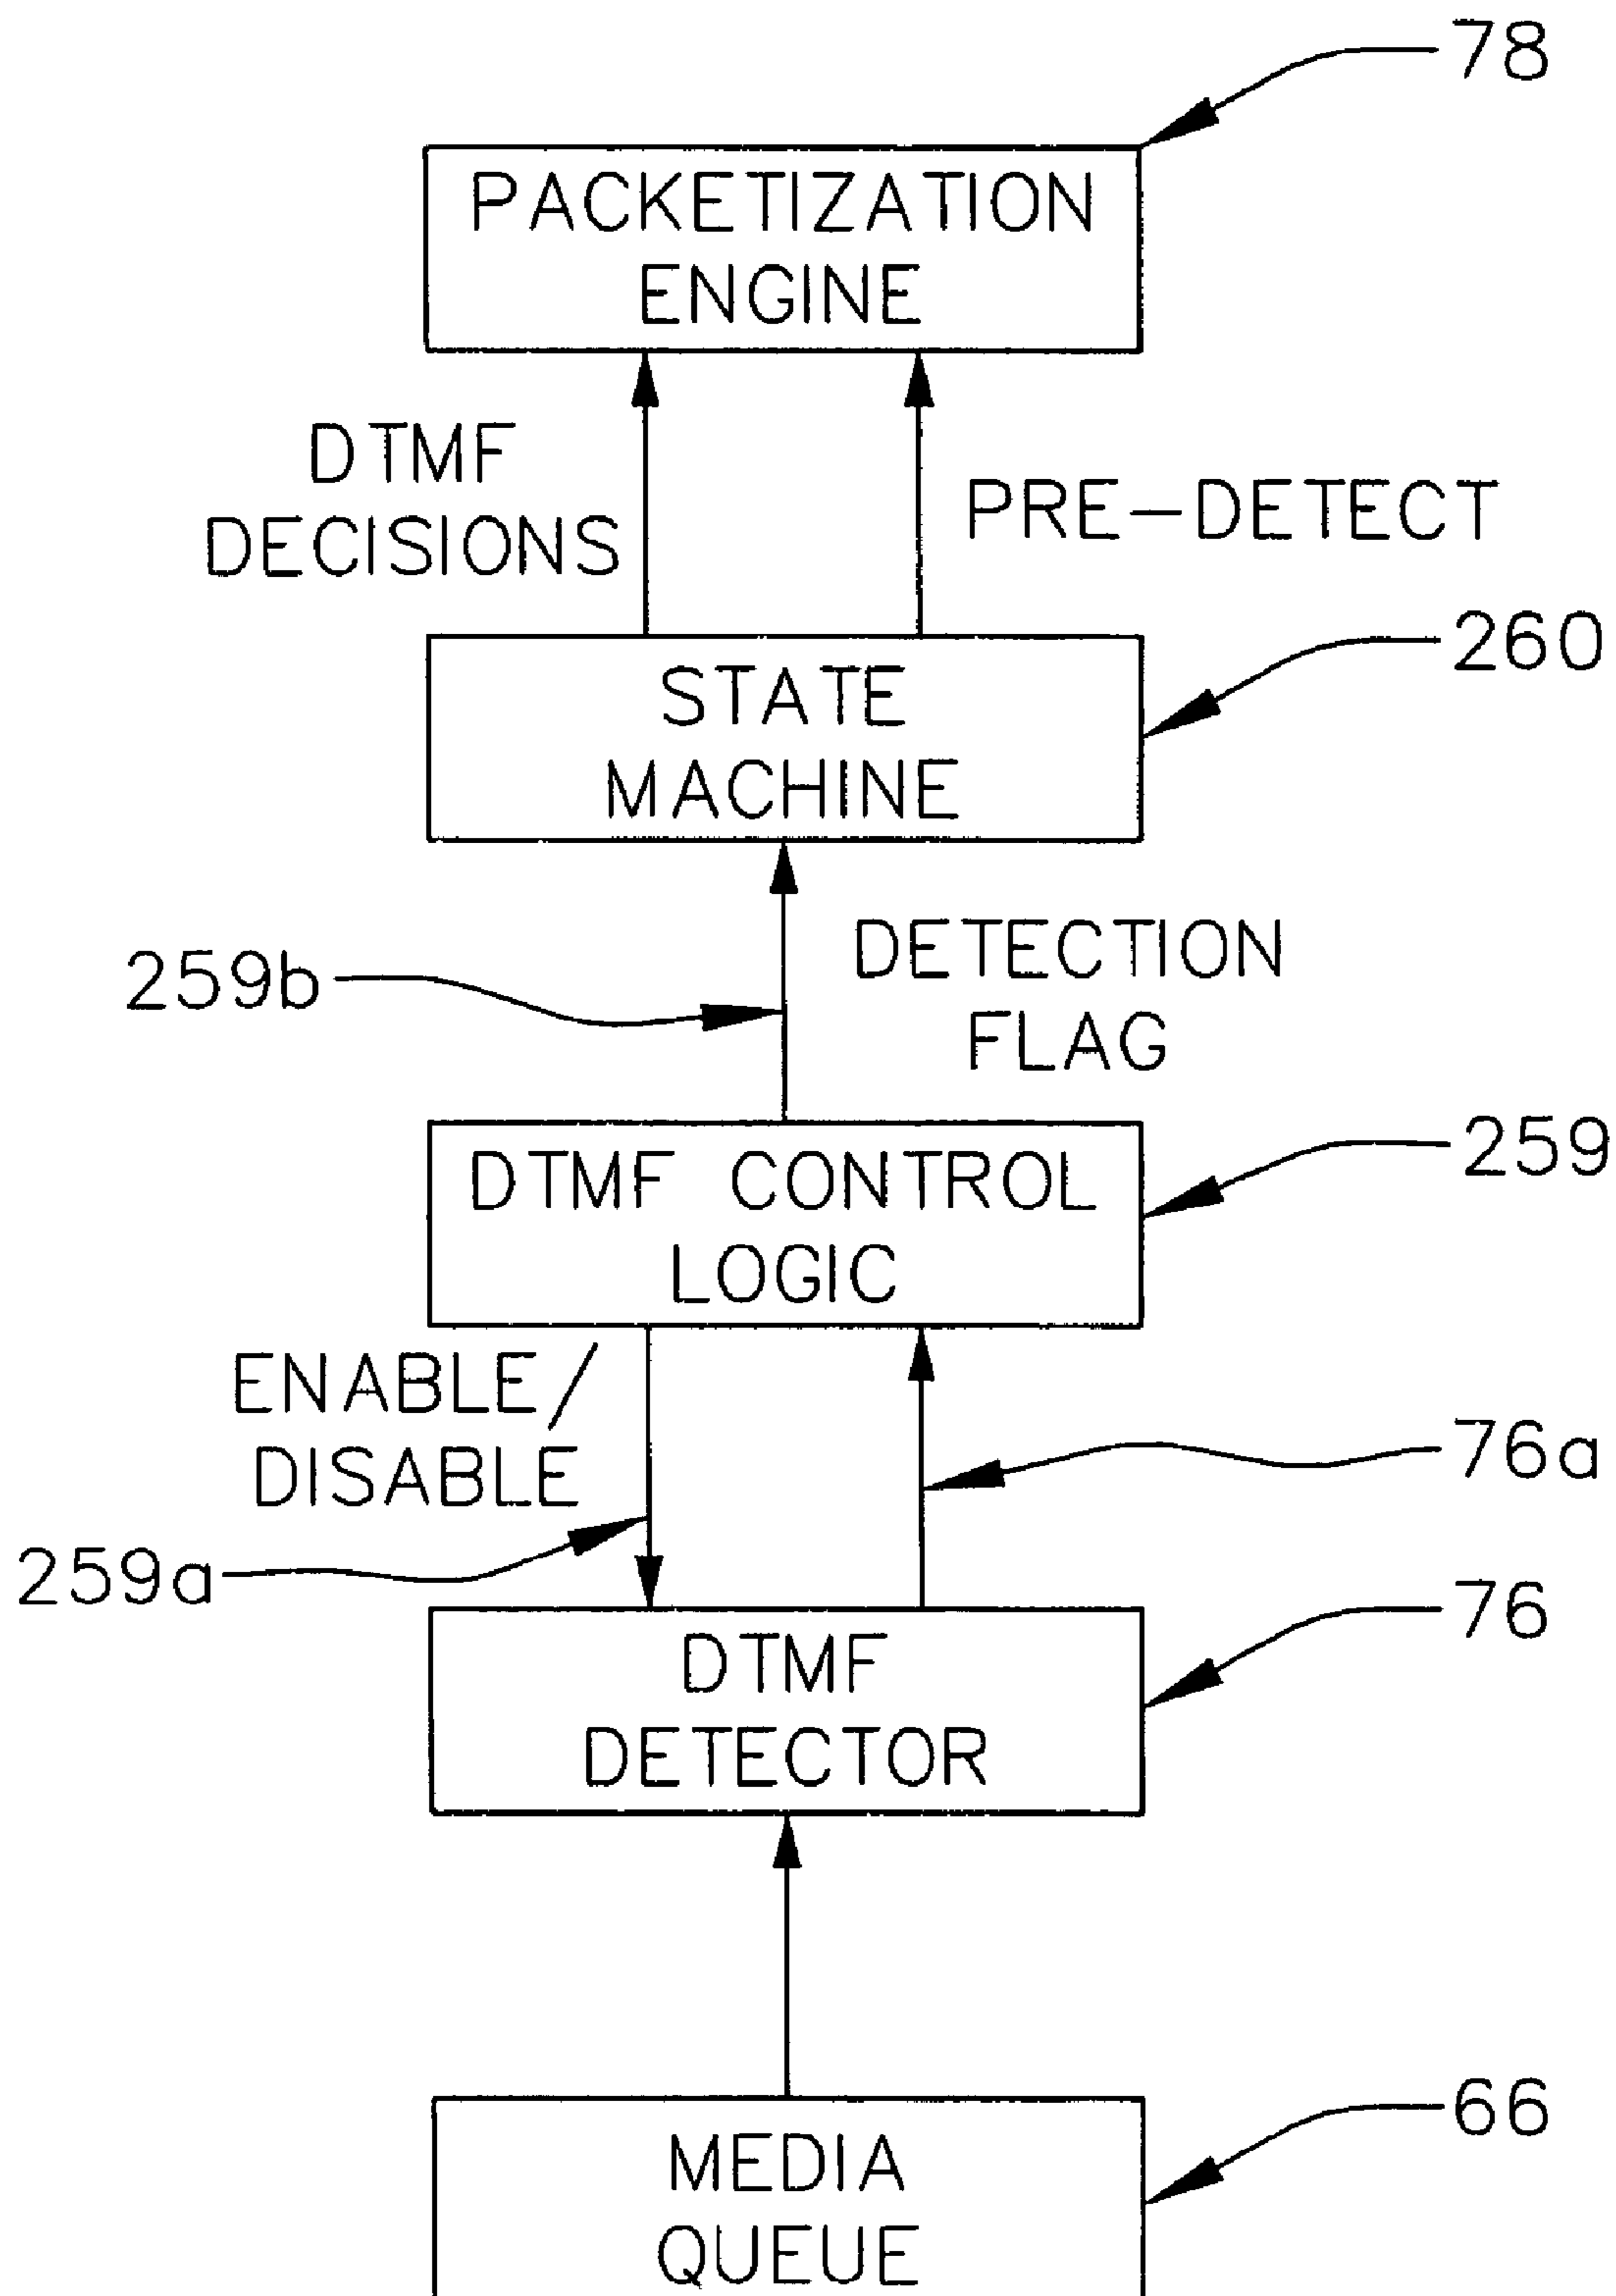 78
PACKETIZATION
ENGINE
DTMF
DECISIONS
PRE-DETECT
260
STATE
MACHINE
259b
DETECTION
FLAG
259
DTMF CONTROL
LOGIC
ENABLE/
DISABLE
76a
259a
76
DTMF
DETECTOR
66
MEDIA
QUEUE